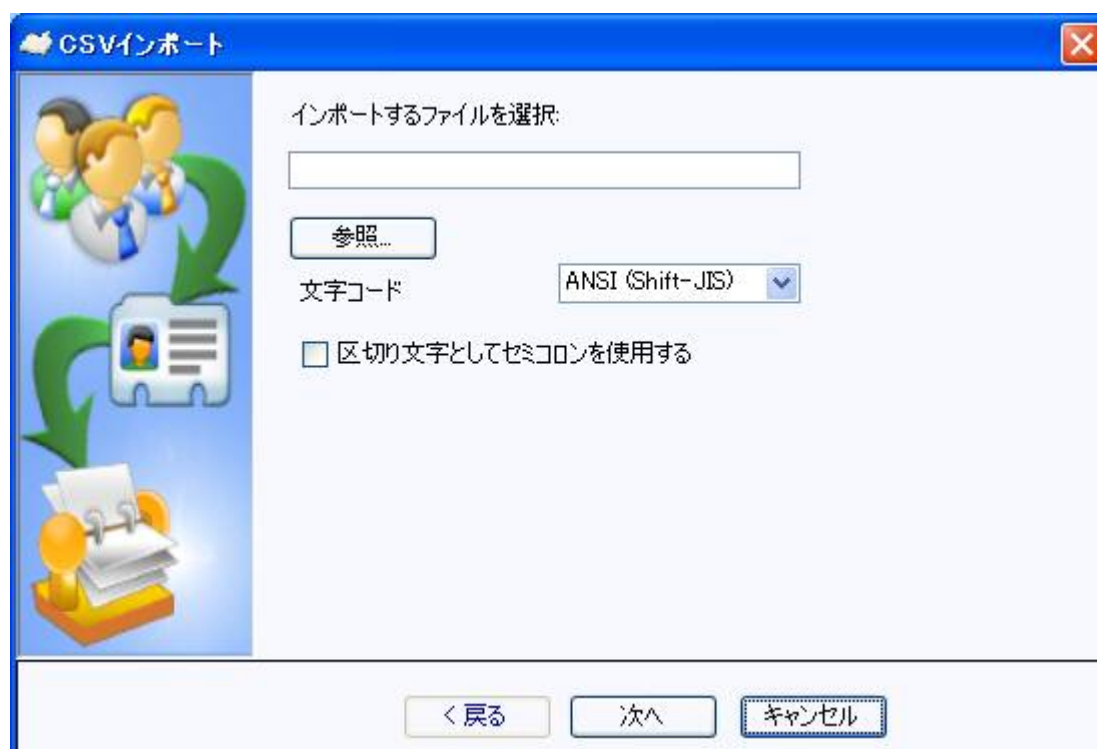 CSVインポート
インポートするファイルを選択:
参照...
文字コード ANSI (Shift-JIS)
区切り文字としてセミコロンを使用する
< 戻る 次へ キャンセル